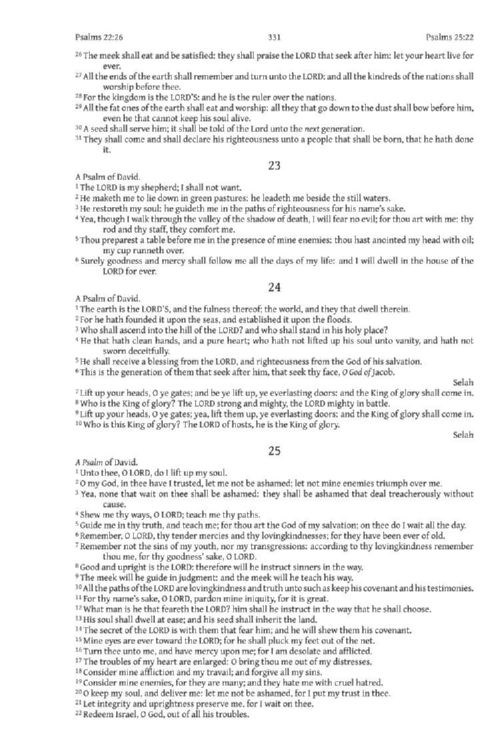 Psalms 22:26 331 Psalms 25:22
26 The meek shall eat and be satisfied: they shall praise the LORD that seek after him: let your heart live for
ever.
27 All the ends of the earth shall remember and turn unto the LORD: and all the kindreds of the nations shall
worship before thee.
28 For the kingdom is the LORD'S: and he is the ruler over the nations.
29 All the fat ones of the earth shall eat and worship: all they that go down to the dust shall bow before him,
even he that cannot keep his soul alive.
30 A seed shall serve him; it shall be told of the Lord unto the next generation.
31 They shall come and shall declare his righteousness unto a people that shall be born, that he hath done
it.
23
A Psalm of David.
1 The LORD is my shepherd; I shall not want.
2 He maketh me to lie down in green pastures: he leadeth me beside the still waters.
3 He restoreth my soul: he guideth me in the paths of righteousness for his name's sake.
4 Yea, though I walk through the valley of the shadow of death, I will fear no evil; for thou art with me: thy
rod and thy staff, they comfort me.
5 Thou preparest a table before me in the presence of mine enemies: thou hast anointed my head with oil;
my cup runneth over.
6 Surely goodness and mercy shall follow me all the days of my life: and I will dwell in the house of the
LORD for ever.
24
A Psalm of David.
1 The earth is the LORD'S, and the fulness thereof; the world, and they that dwell therein.
2 For he hath founded it upon the seas, and established it upon the floods.
3 Who shall ascend into the hill of the LORD? and who shall stand in his holy place?
4 He that hath clean hands, and a pure heart; who hath not lifted up his soul unto vanity, and hath not
sworn deceitfully.
5 He shall receive a blessing from the LORD, and righteousness from the God of his salvation.
6 This is the generation of them that seek after him, that seek thy face, O God of Jacob.
Selah
7 Lift up your heads, O ye gates; and be ye lift up, ye everlasting doors: and the King of glory shall come in.
8 Who is the King of glory? The LORD strong and mighty, the LORD mighty in battle.
9 Lift up your heads, O ye gates; yea, lift them up, ye everlasting doors: and the King of glory shall come in.
10 Who is this King of glory? The LORD of hosts, he is the King of glory.
Selah
25
A Psalm of David.
1 Unto thee, O LORD, do I lift up my soul.
2 O my God, in thee have I trusted, let me not be ashamed; let not mine enemies triumph over me.
3 Yea, none that wait on thee shall be ashamed: they shall be ashamed that deal treacherously without
cause.
4 Shew me thy ways, O LORD; teach me thy paths.
5 Guide me in thy truth, and teach me; for thou art the God of my salvation; on thee do I wait all the day.
6 Remember, O LORD, thy tender mercies and thy lovingkindnesses; for they have been ever of old.
7 Remember not the sins of my youth, nor my transgressions: according to thy lovingkindness remember
thou me, for thy goodness' sake, O LORD.
8 Good and upright is the LORD: therefore will he instruct sinners in the way.
9 The meek will he guide in judgment: and the meek will he teach his way.
10 All the paths of the LORD are lovingkindness and truth unto such as keep his covenant and his testimonies.
11 For thy name's sake, O LORD, pardon mine iniquity, for it is great.
12 What man is he that feareth the LORD? him shall he instruct in the way that he shall choose.
13 His soul shall dwell at ease; and his seed shall inherit the land.
14 The secret of the LORD is with them that fear him; and he will shew them his covenant.
15 Mine eyes are ever toward the LORD; for he shall pluck my feet out of the net.
16 Turn thee unto me, and have mercy upon me; for I am desolate and afflicted.
17 The troubles of my heart are enlarged: O bring thou me out of my distresses.
18 Consider mine affliction and my travail; and forgive all my sins.
19 Consider mine enemies, for they are many; and they hate me with cruel hatred.
20 O keep my soul, and deliver me: let me not be ashamed, for I put my trust in thee.
21 Let integrity and uprightness preserve me, for I wait on thee.
22 Redeem Israel, O God, out of all his troubles.